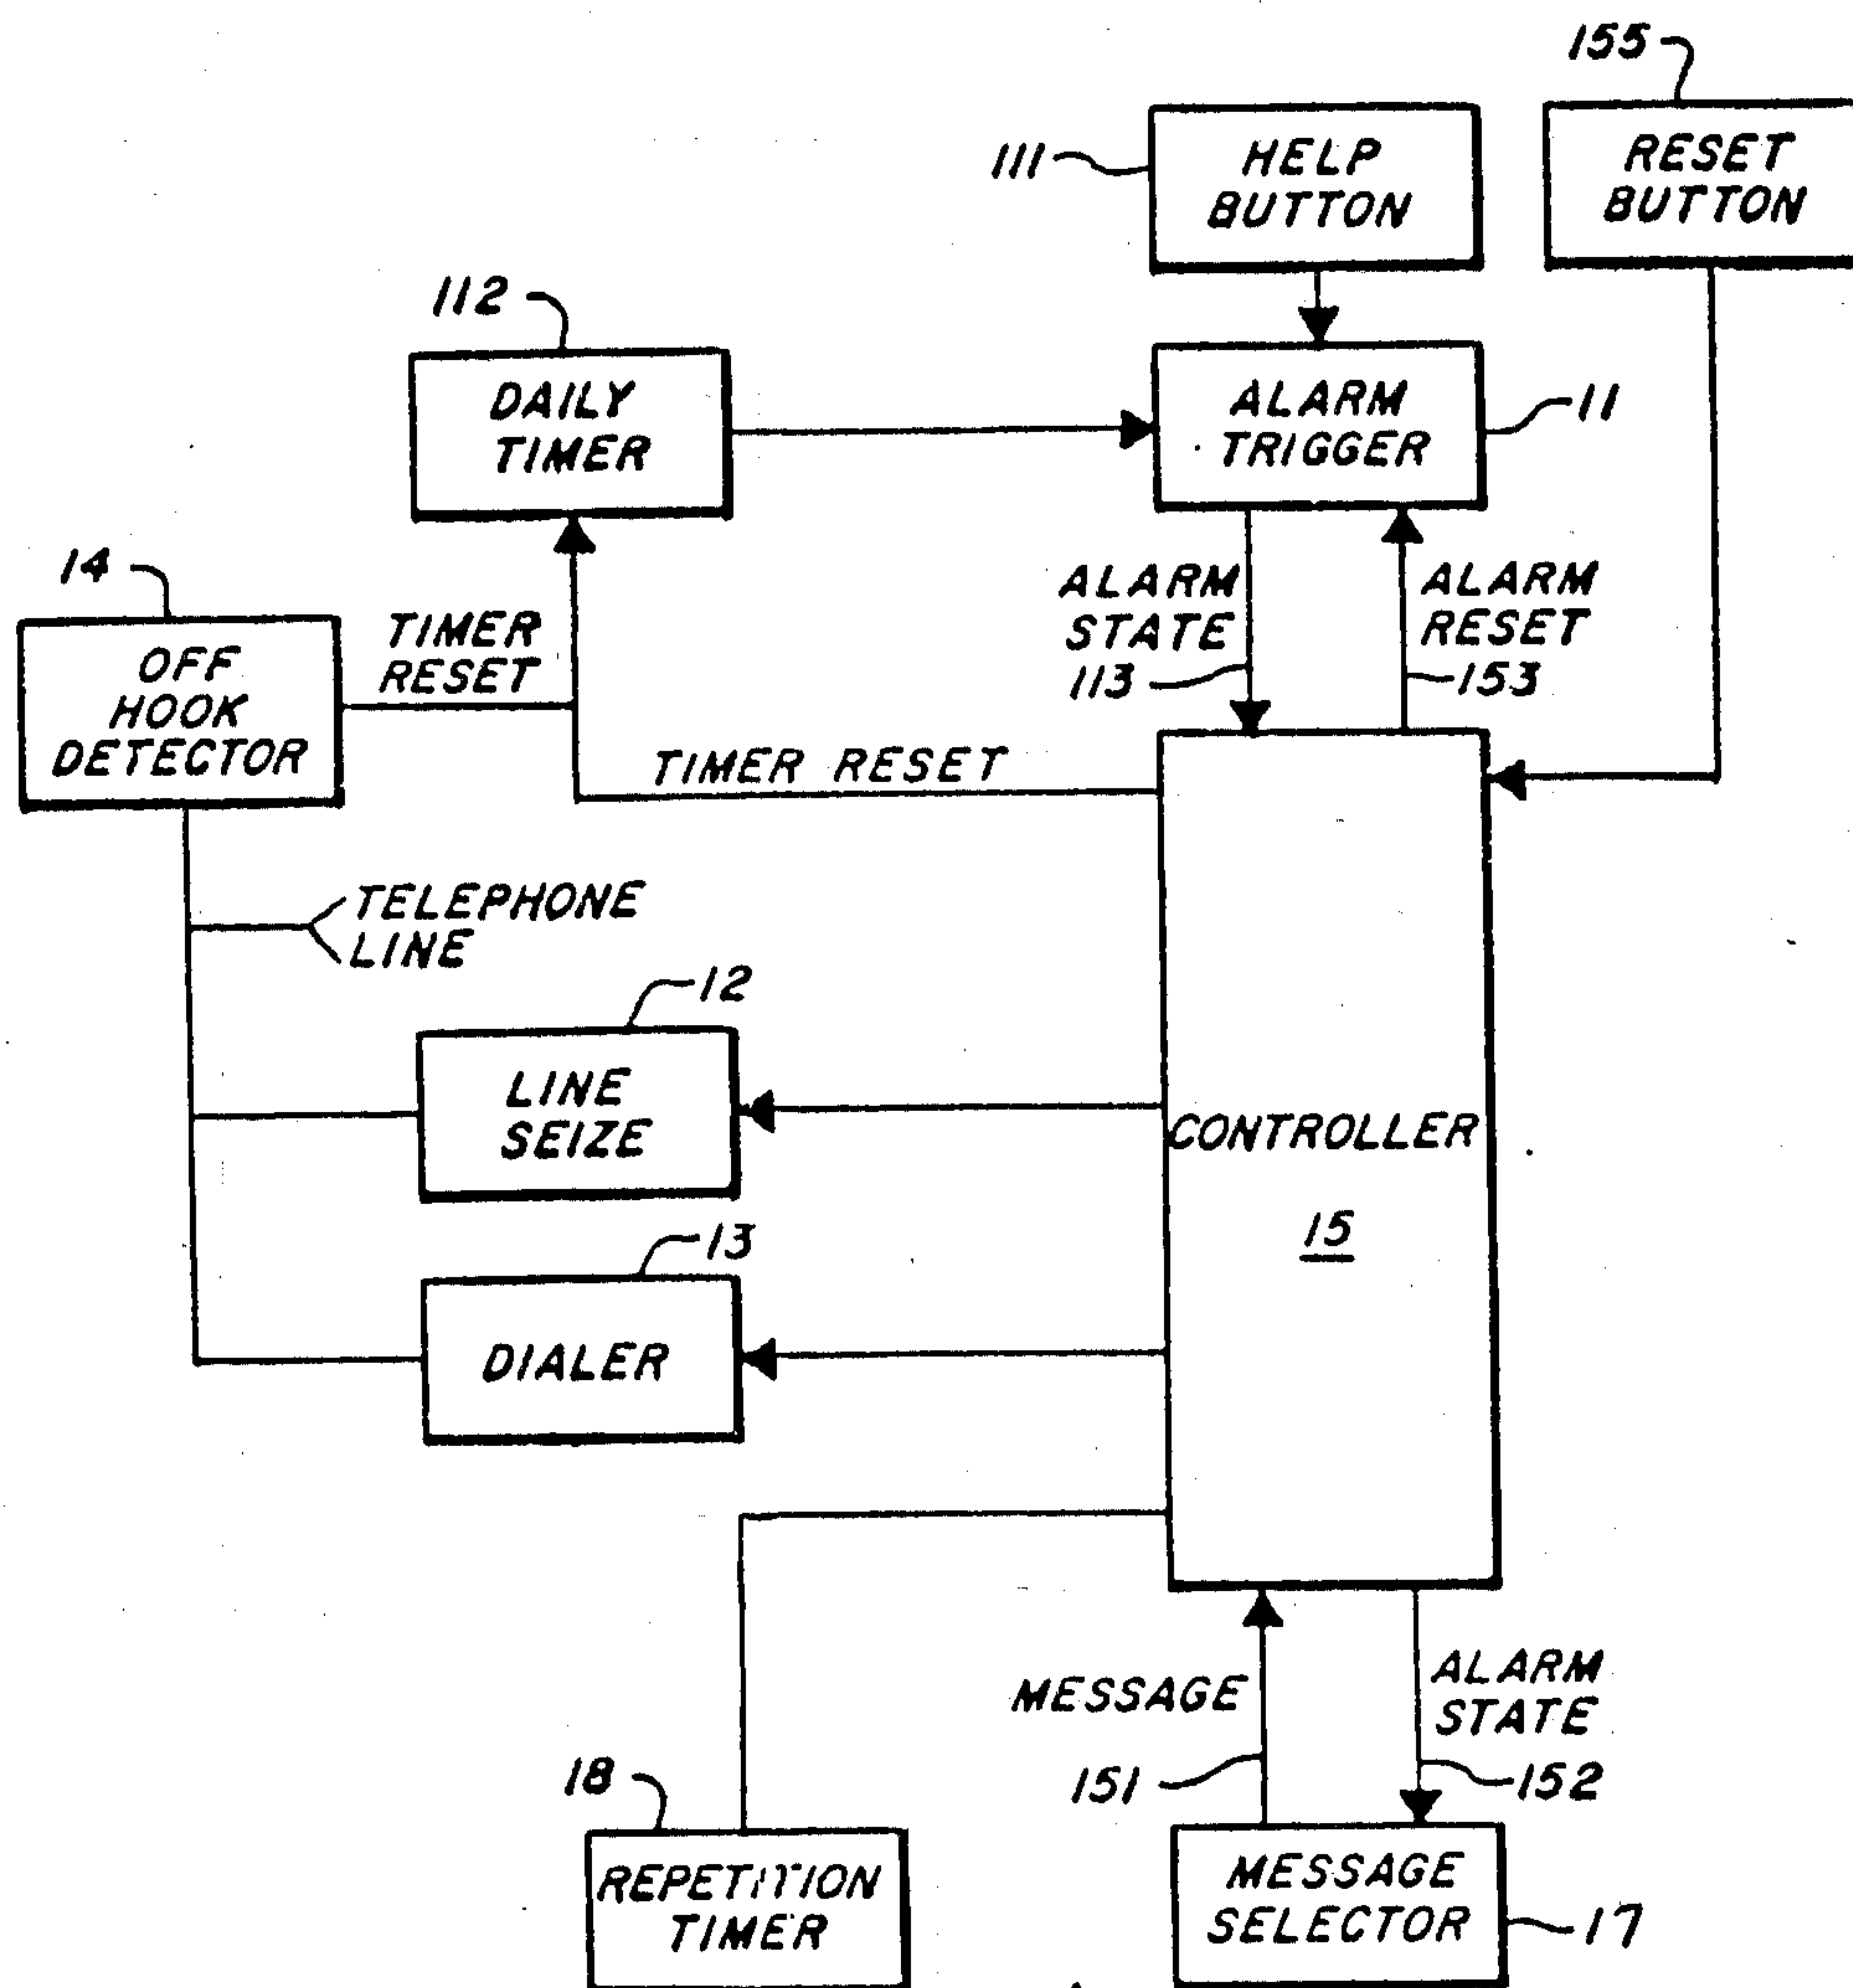 155
111
HELP
BUTTON
RESET
BUTTON
112
DAILY
TIMER
ALARM
TRIGGER
11
14
OFF
HOOK
DETECTOR
TIMER
RESET
ALARM
STATE
113
ALARM
RESET
153
TIMER RESET
TELEPHONE
LINE
12
LINE
SEIZE
CONTROLLER
15
13
DIALER
MESSAGE
151
ALARM
STATE
152
18
REPETITION
TIMER
MESSAGE
SELECTOR
17